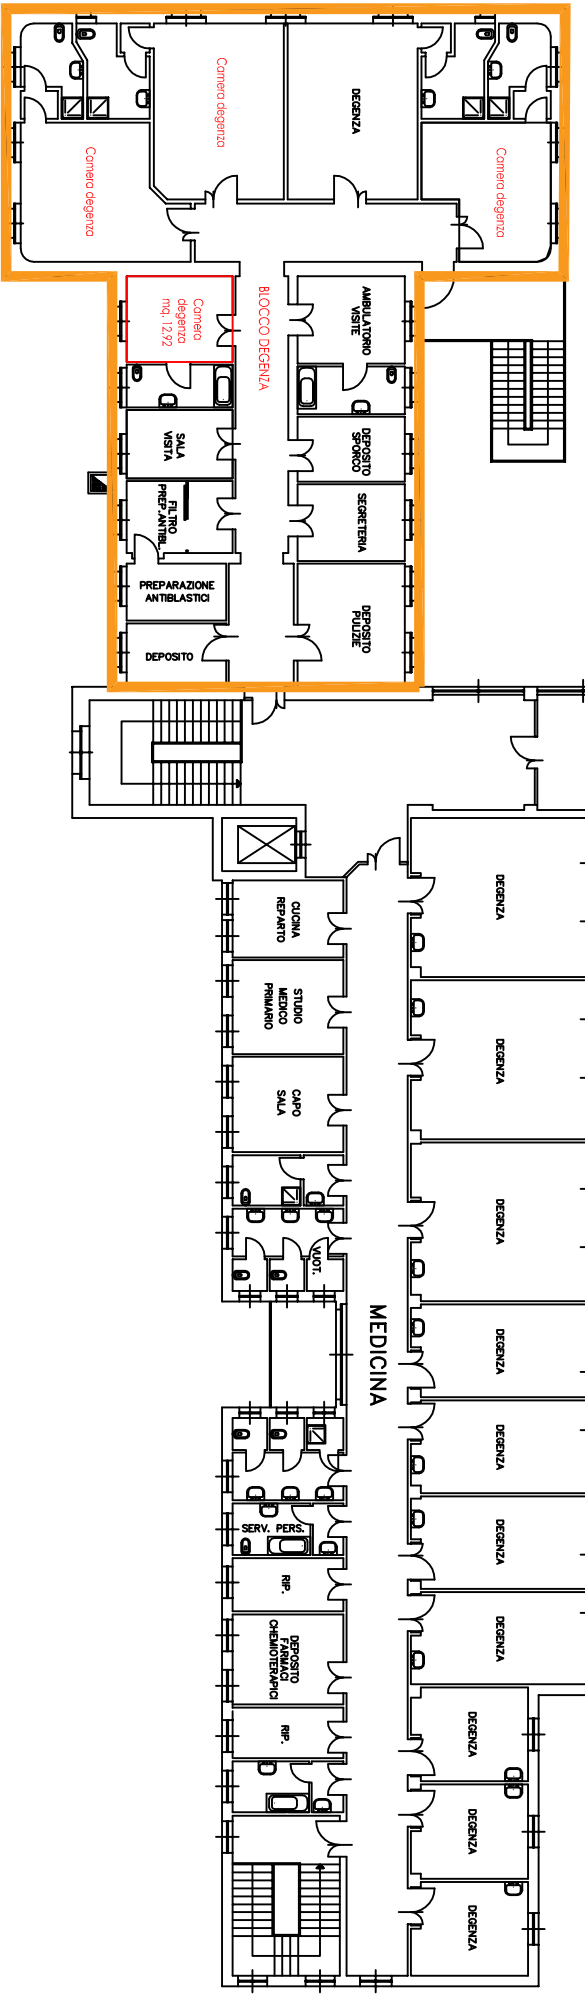 Camera degenza
Camera degenza
DEGENZA
Camera degenza
Camera
degenza
mq. 12,92
BLOCCO DEGENZA
AMBULATORIO
VISITE
SALA
VISITA
DEPOSITO
SPORCO
FILTRO
PREP.ANTIBL.
SEGRETERIA
PREPARAZIONE
ANTIBLASTICI
DEPOSITO
DEPOSITO
PULIZIE
CUCINA
REPARTO
DEGENZA
STUDIO
MEDICO
PRIMARIO
DEGENZA
CAPO
SALA
DEGENZA
VUOT.
MEDICINA
DEGENZA
DEGENZA
SERV. PERS.
DEGENZA
RIP.
DEGENZA
DEPOSITO
FARMACI
CHEMIOTERAPICI
RIP.
DEGENZA
DEGENZA
DEGENZA